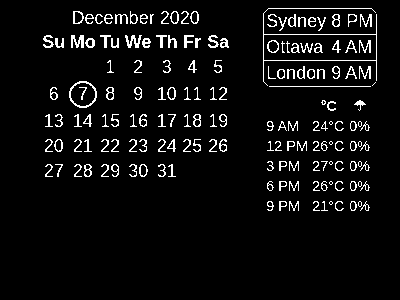 December 2020
Su Mo Tu We Th Fr Sa
1 2 3 4 5
6 7 8 9 10 11 12
13 14 15 16 17 18 19
20 21 22 23 24 25 26
27 28 29 30 31
Sydney 8 PM
Ottawa 4 AM
London 9 AM
°C ☂
9 AM 24°C 0%
12 PM 26°C 0%
3 PM 27°C 0%
6 PM 26°C 0%
9 PM 21°C 0%